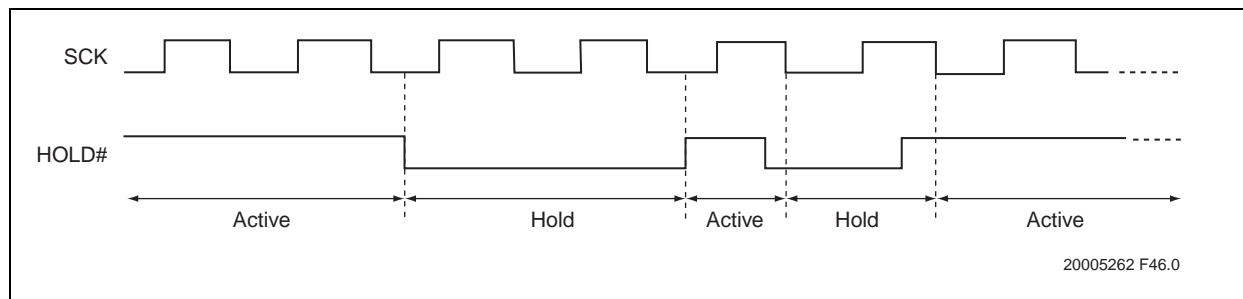 SCK
HOLD#
Active Hold Active Hold Active
20005262 F46.0